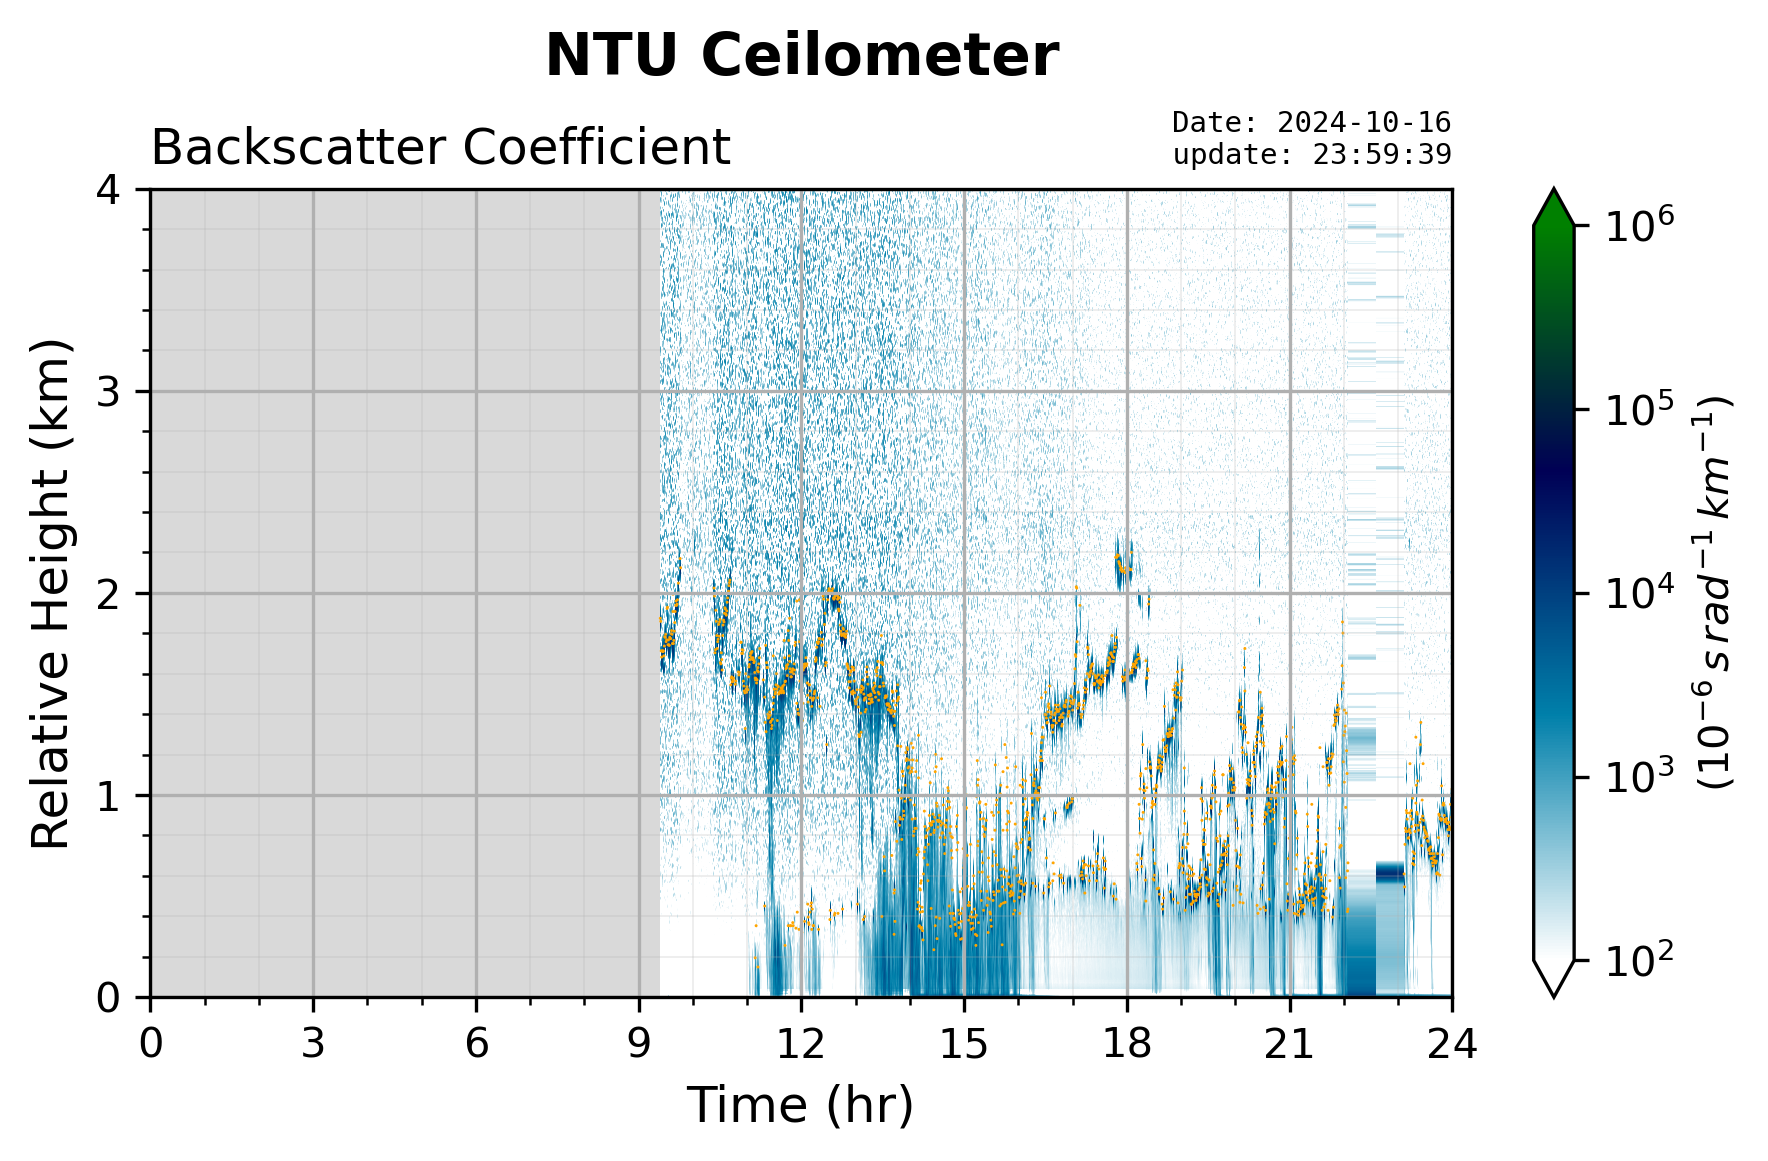 NTU Ceilometer
Backscatter Coefficient
Date: 2024-10-16
update: 23:59:39
Relative Height (km)
4
3
2
1
0
0 3 6 9 12 15 18 21 24
Time (hr)
10⁶
10⁵
10⁴
10³
10²
(10⁻⁶ s rad⁻¹ km⁻¹)